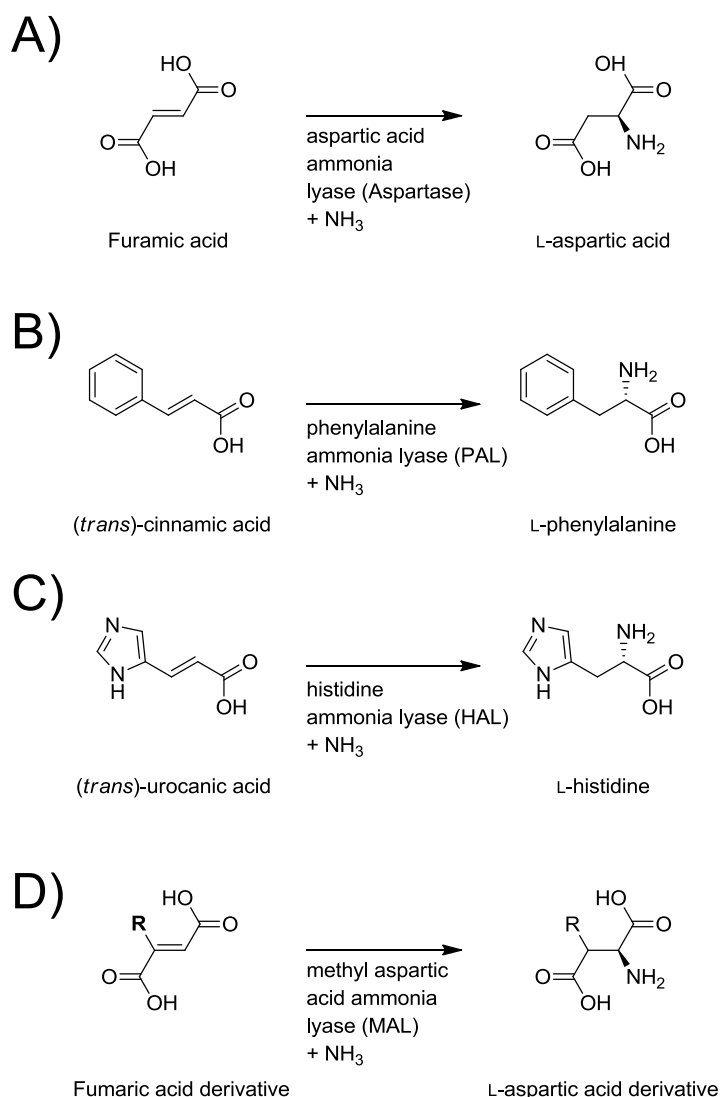 A)
HO
O
O
OH
aspartic acid
ammonia
lyase (Aspartase)
+ NH3
OH
O
O
OH
NH2
Furamic acid
L-aspartic acid
B)
O
OH
phenylalanine
ammonia lyase (PAL)
+ NH3
NH2
O
OH
(trans)-cinnamic acid
L-phenylalanine
C)
N
N
H
O
OH
histidine
ammonia lyase (HAL)
+ NH3
N
N
H
NH2
O
OH
(trans)-urocanic acid
L-histidine
D)
HO
R
O
O
OH
methyl aspartic
acid ammonia
lyase (MAL)
+ NH3
HO
R
O
O
OH
NH2
Fumaric acid derivative
L-aspartic acid derivative